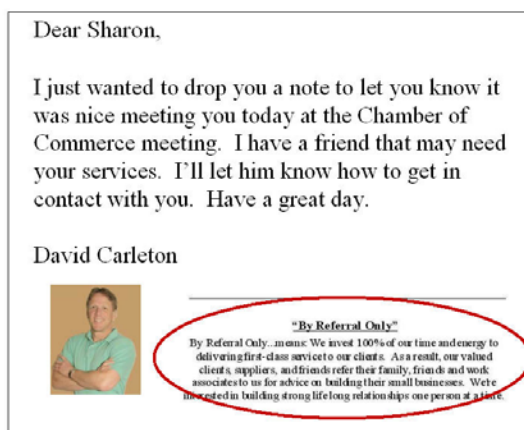 Dear Sharon,
I just wanted to drop you a note to let you know it
was nice meeting you today at the Chamber of
Commerce meeting.  I have a friend that may need
your services.  I'll let him know how to get in
contact with you.  Have a great day.
David Carleton
"By Referral Only"
By Referral Only...means: We invest 100% of our time and energy to
delivering first-class service to our clients.  As a result, our valued
clients, suppliers, and friends refer their family, friends and work
associates to us for advice on building their small businesses.  We're
interested in building strong lifelong relationships one person at a time.